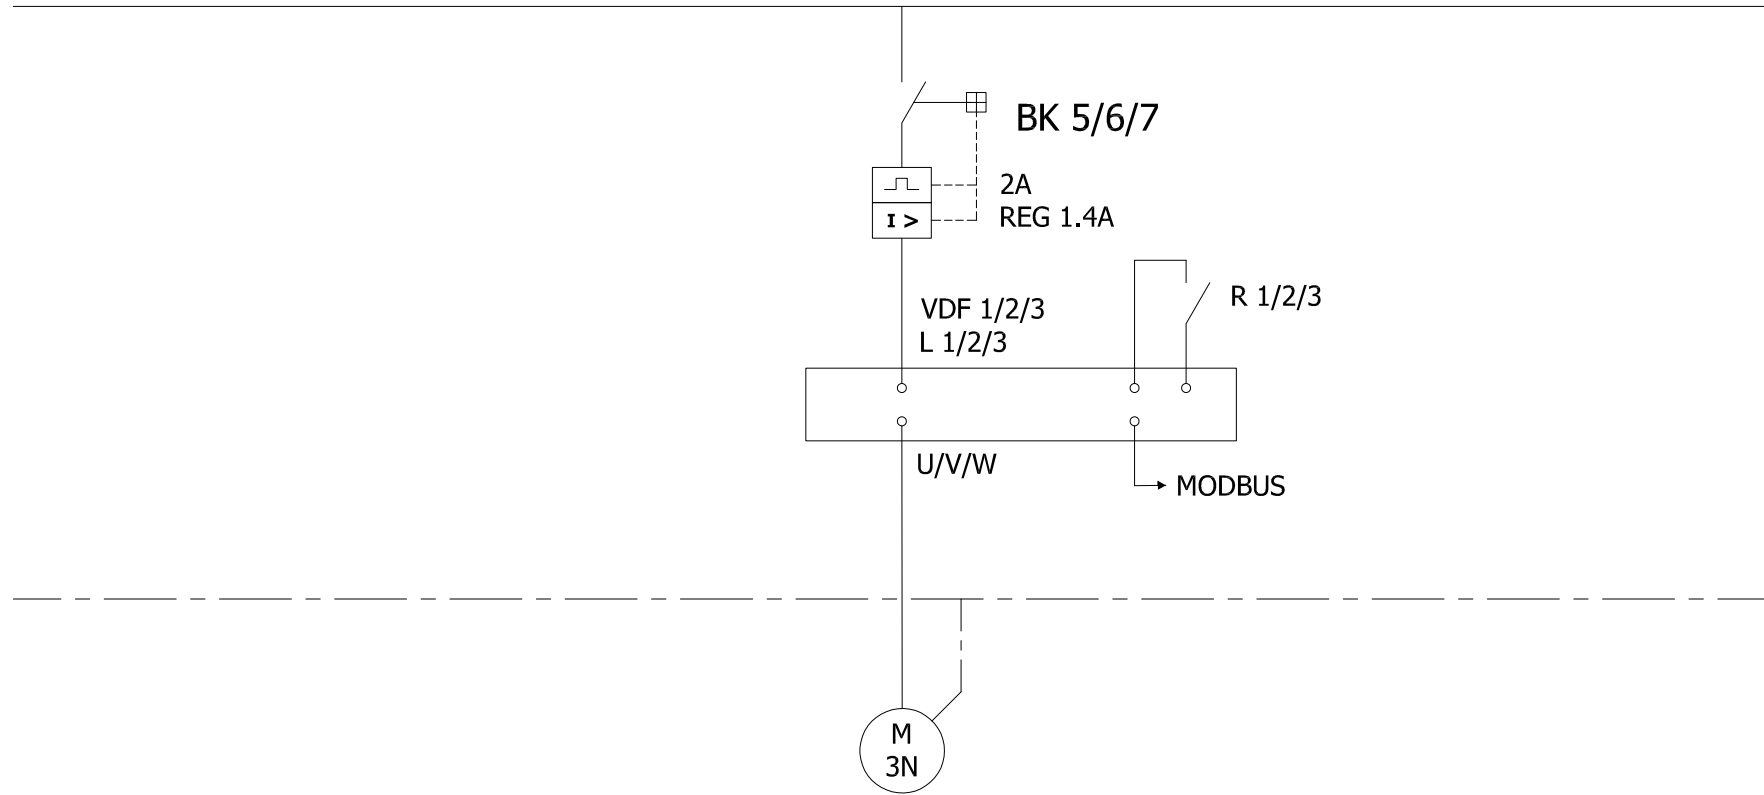 BK 5/6/7
2A
REG 1.4A
I >
R 1/2/3
VDF 1/2/3
L 1/2/3
U/V/W
MODBUS
M
3N